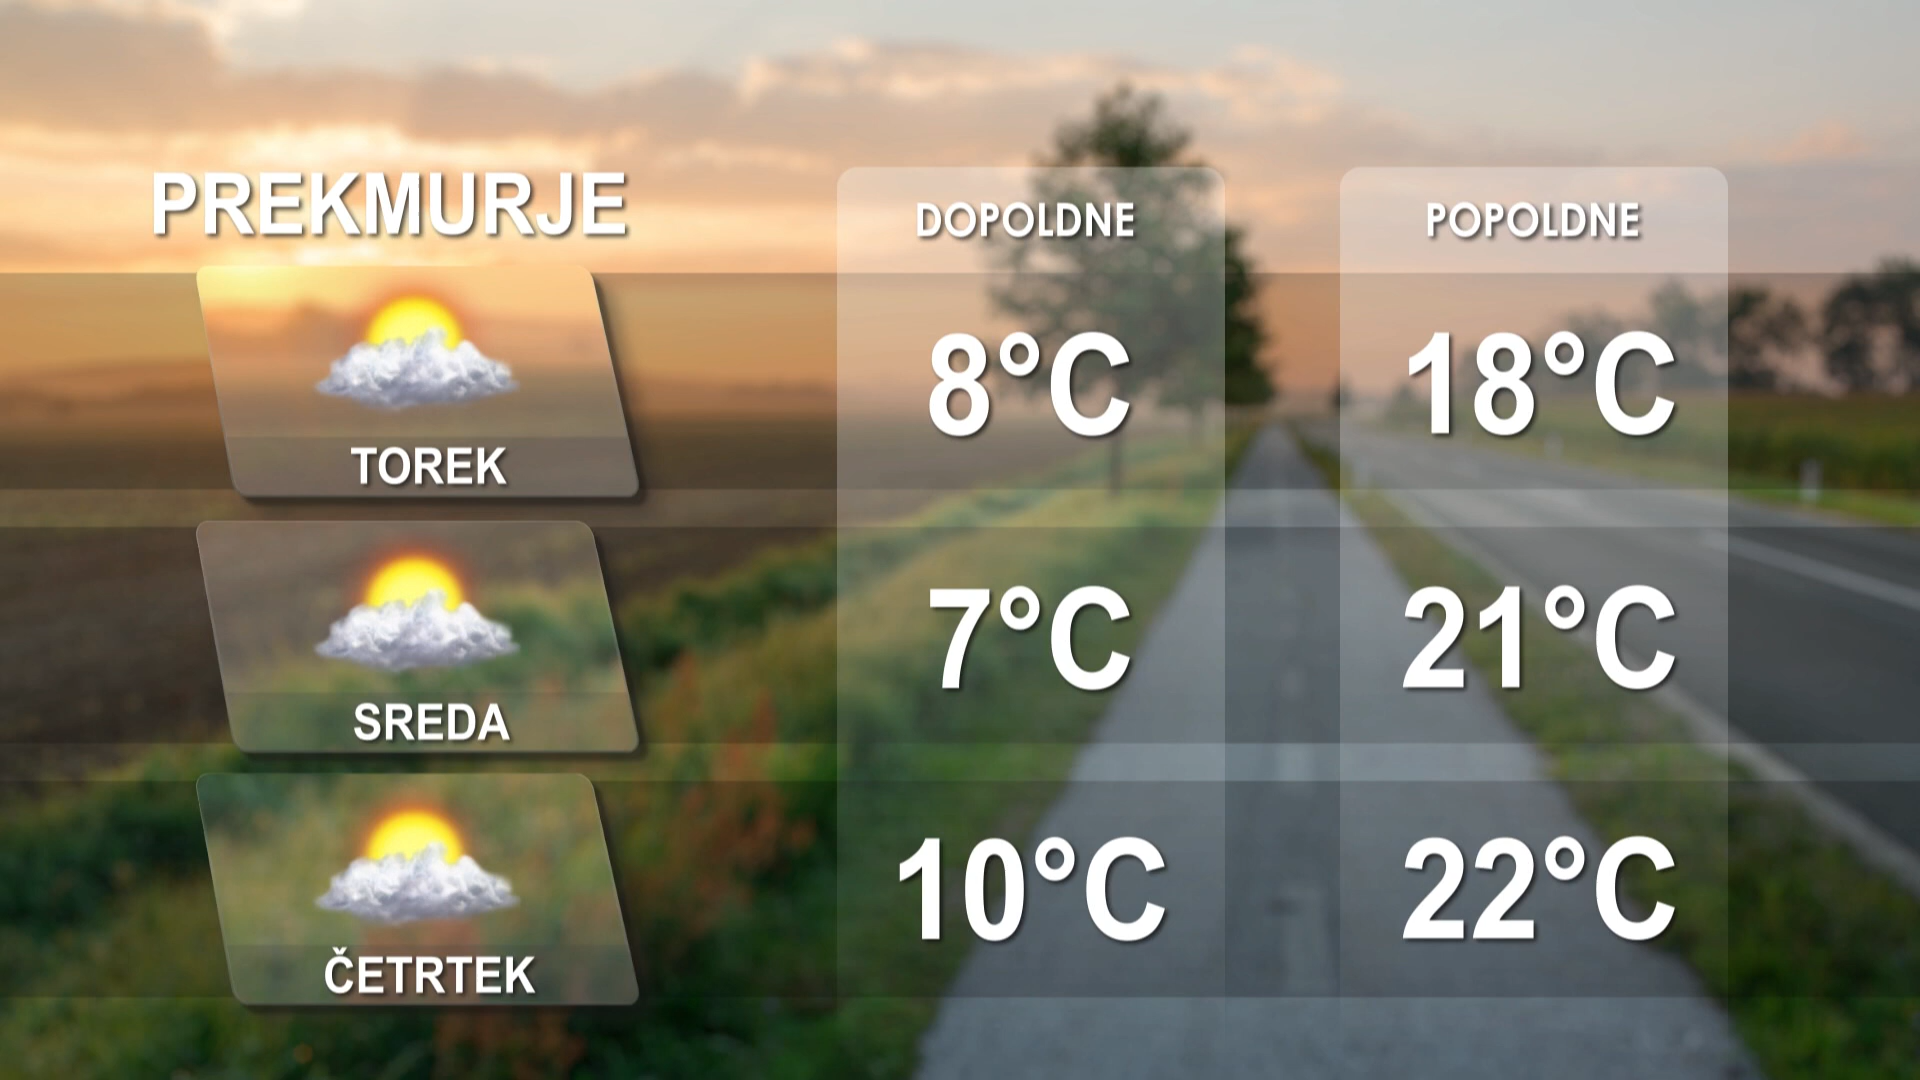 PREKMURJE
DOPOLDNE POPOLDNE
8°C 18°C
TOREK
7°C 21°C
SREDA
10°C 22°C
ČETRTEK